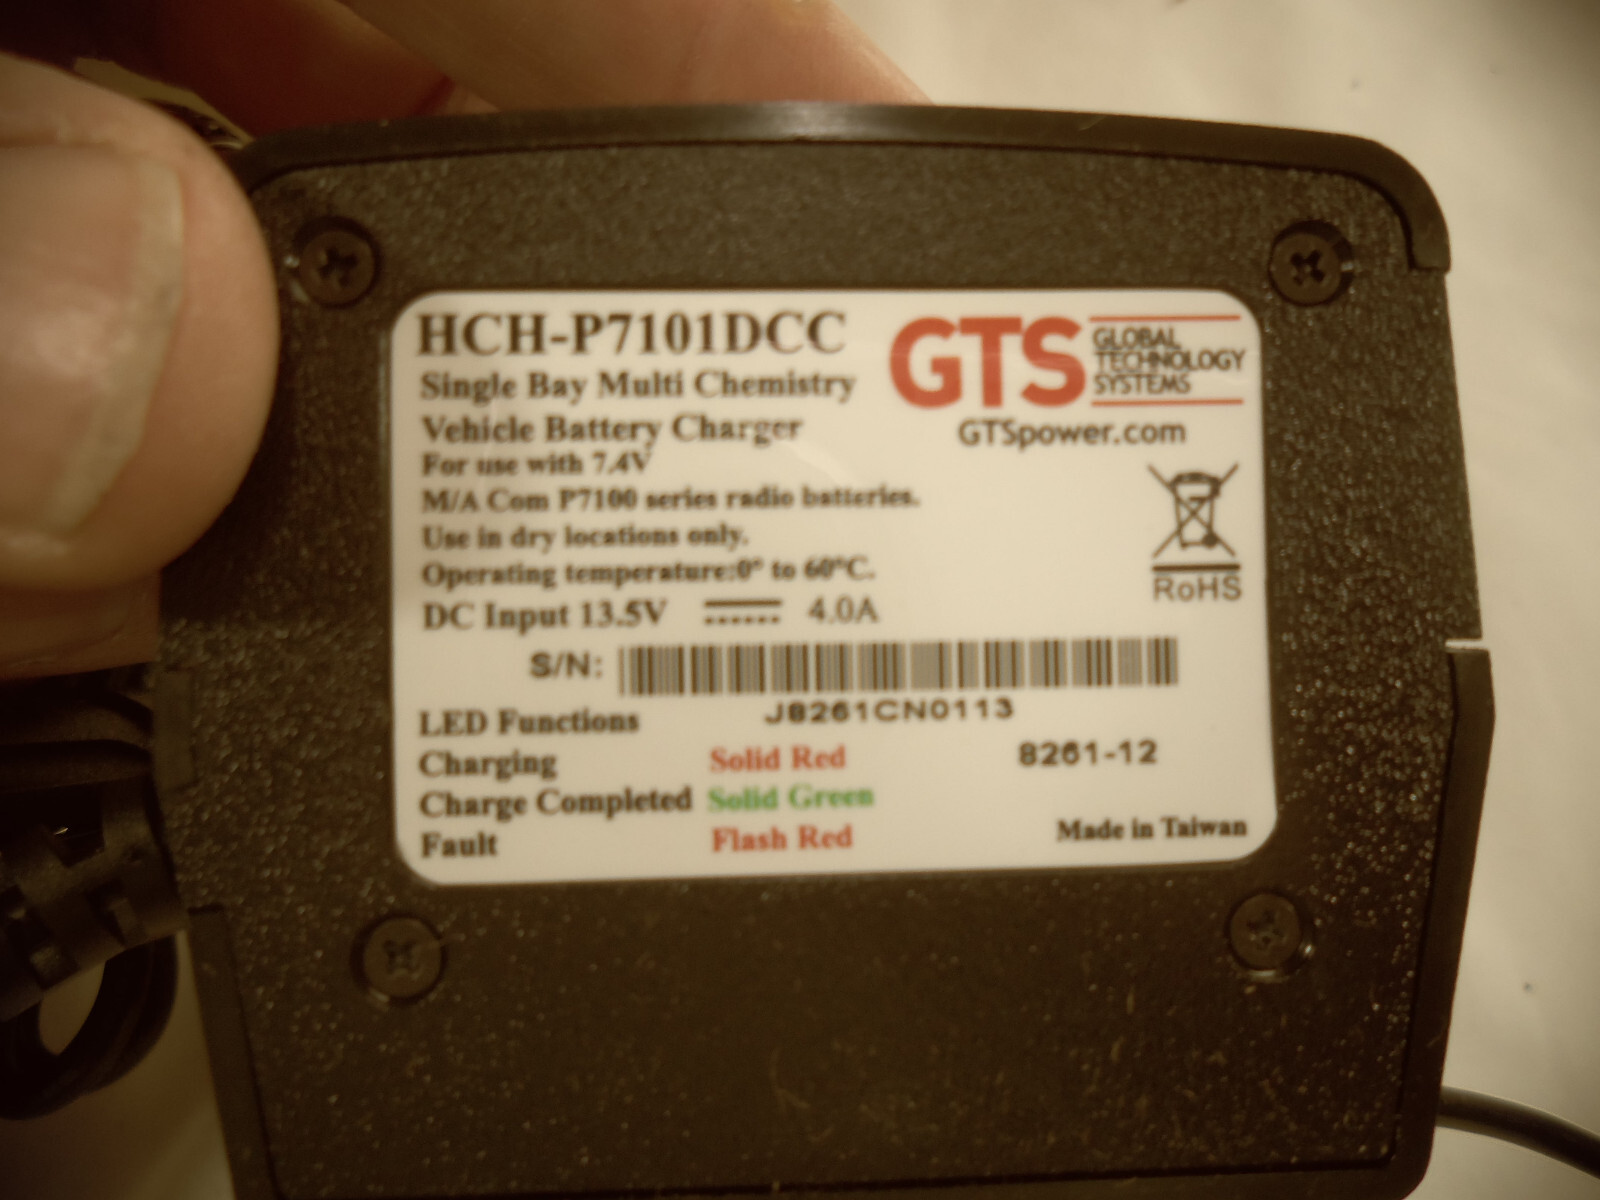 HCH-P7101DCC
Single Bay Multi Chemistry
Vehicle Battery Charger
For use with 7.4V
M/A Com P7100 series radio batteries.
Use in dry locations only.
Operating temperature:0° to 60°C.
DC Input 13.5V 4.0A
GTS GLOBAL
TECHNOLOGY
SYSTEMS
GTSpower.com
RoHS
S/N:
J8261CN0113
LED Functions
Charging Solid Red
Charge Completed Solid Green
Fault Flash Red
8261-12
Made in Taiwan